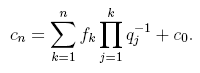 $c_n = \sum_{k=1}^{n} f_k \prod_{j=1}^{k} q_j^{-1} + c_0.$